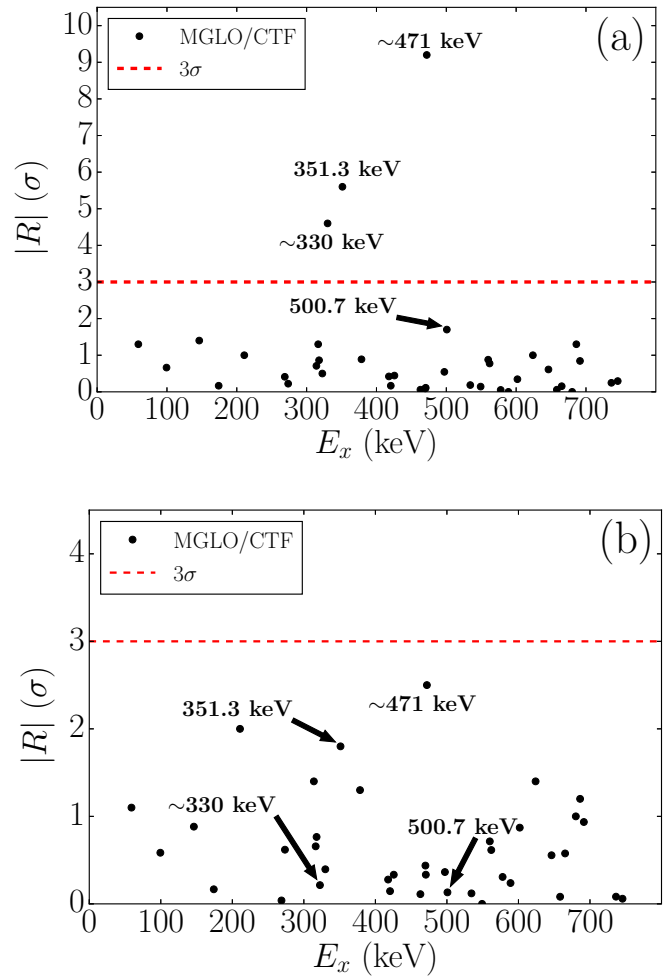 (a)
MGLO/CTF
3σ
10
9
8
7
6
5
4
3
2
1
0
|R| (σ)
~471 keV
351.3 keV
~330 keV
500.7 keV
0 100 200 300 400 500 600 700
E_x (keV)
(b)
MGLO/CTF
3σ
4
3
2
1
0
|R| (σ)
~471 keV
351.3 keV
~330 keV
500.7 keV
0 100 200 300 400 500 600 700
E_x (keV)